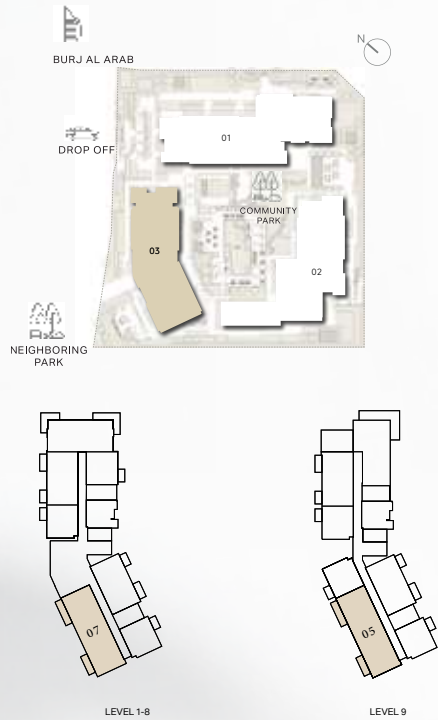 N
BURJ AL ARAB
01
DROP OFF
COMMUNITY
PARK
03
02
NEIGHBORING
PARK
07
05
LEVEL 1-8
LEVEL 9